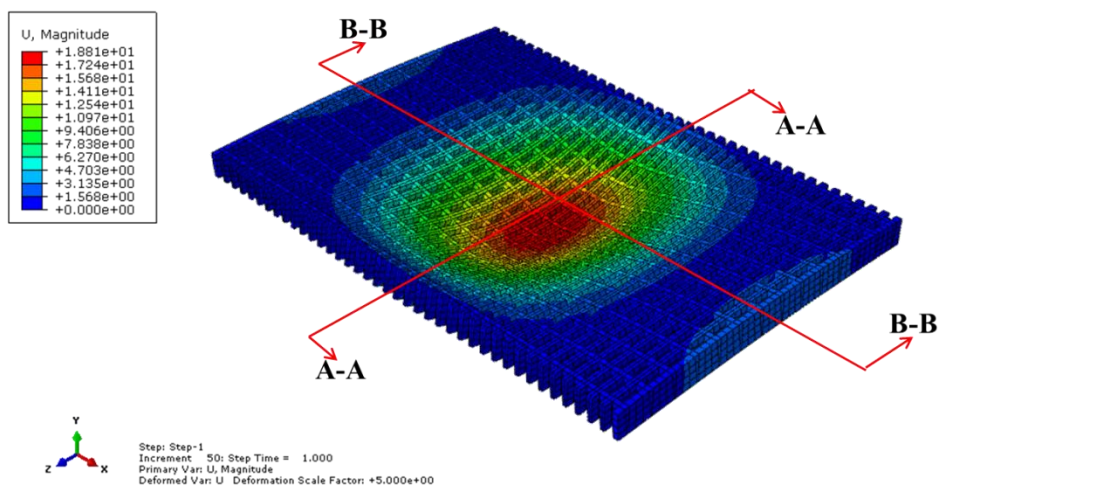 U, Magnitude
+1.881e+01
+1.724e+01
+1.568e+01
+1.411e+01
+1.254e+01
+1.097e+01
+9.406e+00
+7.838e+00
+6.270e+00
+4.703e+00
+3.135e+00
+1.568e+00
+0.000e+00
B-B
A-A
B-B
A-A
Y
Z
X
Step: Step-1
Increment 50: Step Time = 1.000
Primary Var: U, Magnitude
Deformed Var: U Deformation Scale Factor: +5.000e+00